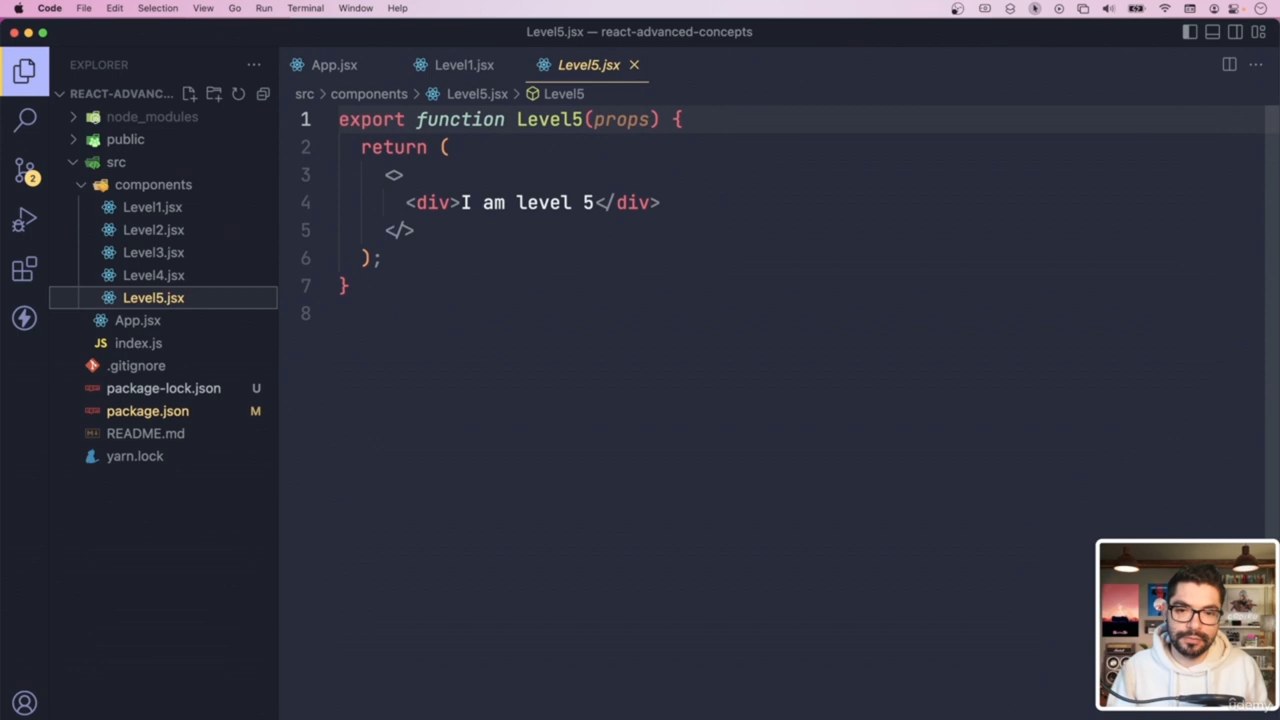 Code File Edit Selection View Go Run Terminal Window Help
Level5.jsx — react-advanced-concepts
EXPLORER
REACT-ADVANC...
node_modules
public
src
components
Level1.jsx
Level2.jsx
Level3.jsx
Level4.jsx
Level5.jsx
App.jsx
JS index.js
.gitignore
package-lock.json U
package.json M
README.md
yarn.lock
2
App.jsx Level1.jsx Level5.jsx
src > components > Level5.jsx > Level5
1 export function Level5(props) {
2 return (
3 <>
4 <div>I am level 5</div>
5 </>
6 );
7 }
8